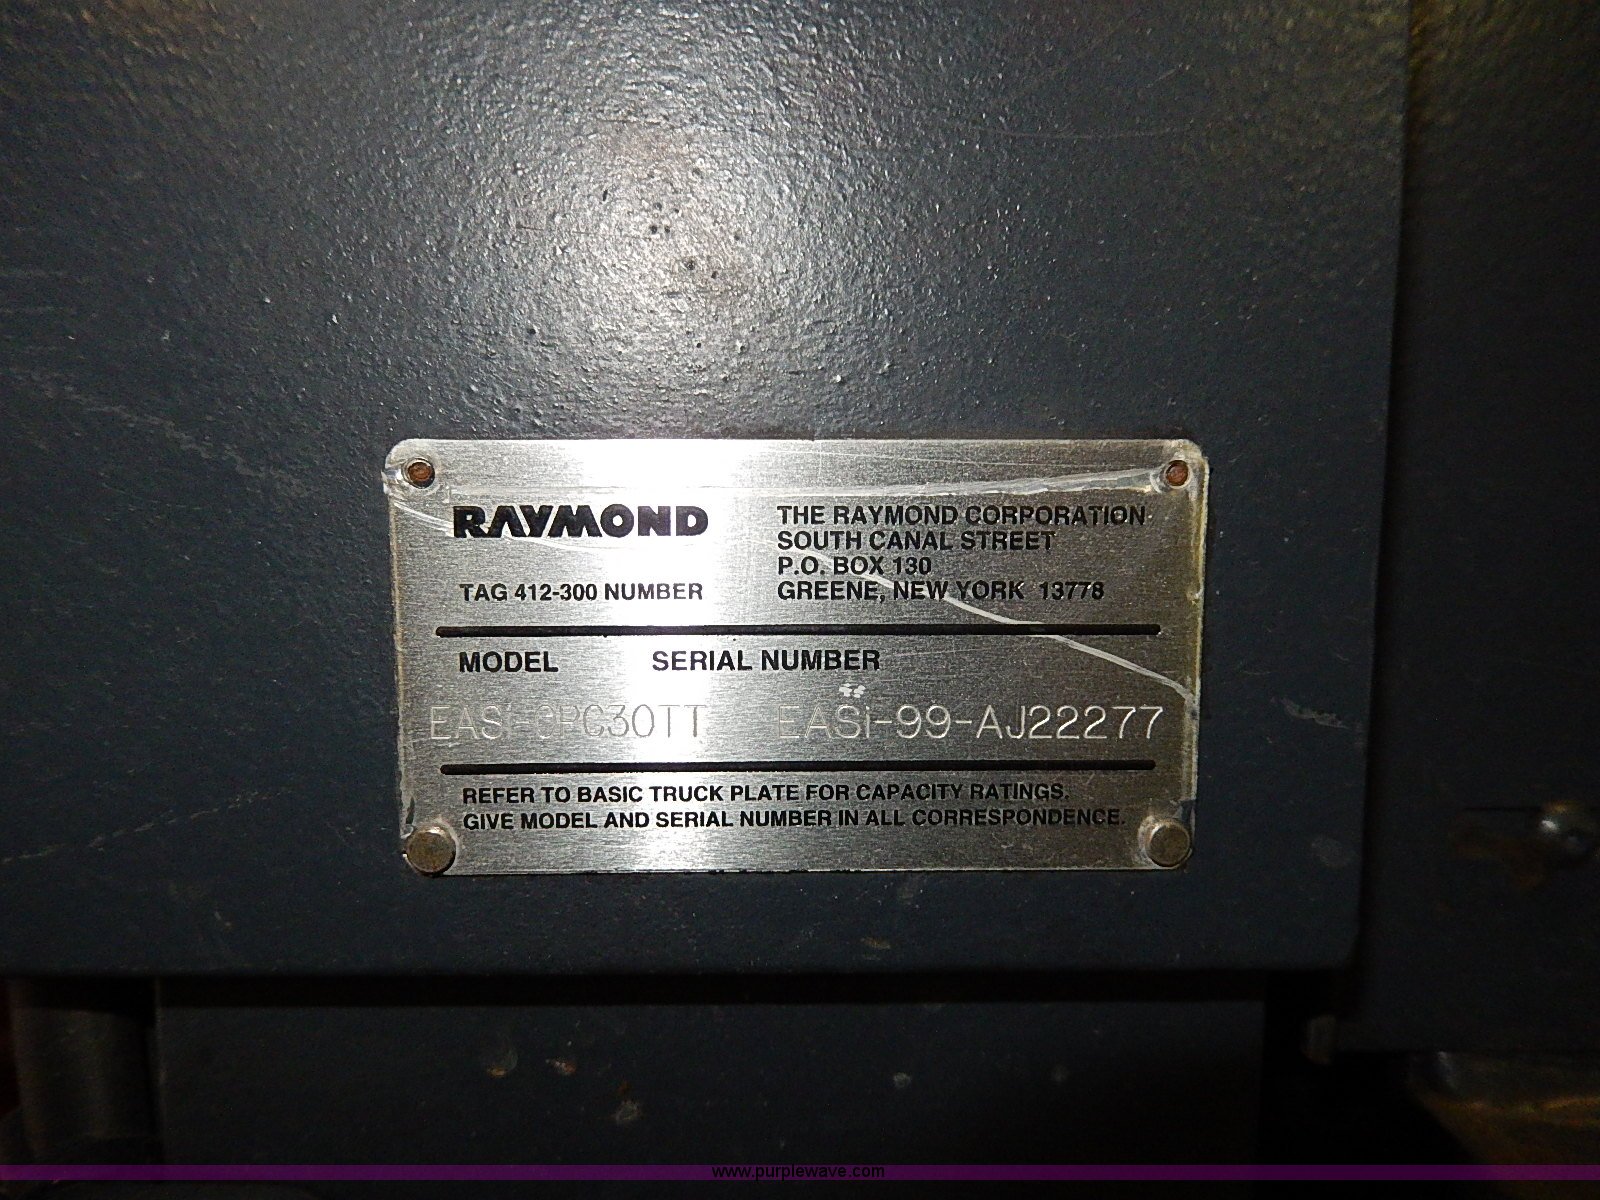 RAYMOND
THE RAYMOND CORPORATION
SOUTH CANAL STREET
P.O. BOX 130
GREENE, NEW YORK 13778
TAG 412-300 NUMBER
MODEL SERIAL NUMBER
EASi-99-AJ22277
REFER TO BASIC TRUCK PLATE FOR CAPACITY RATINGS.
GIVE MODEL AND SERIAL NUMBER IN ALL CORRESPONDENCE.
www.purplewave.com